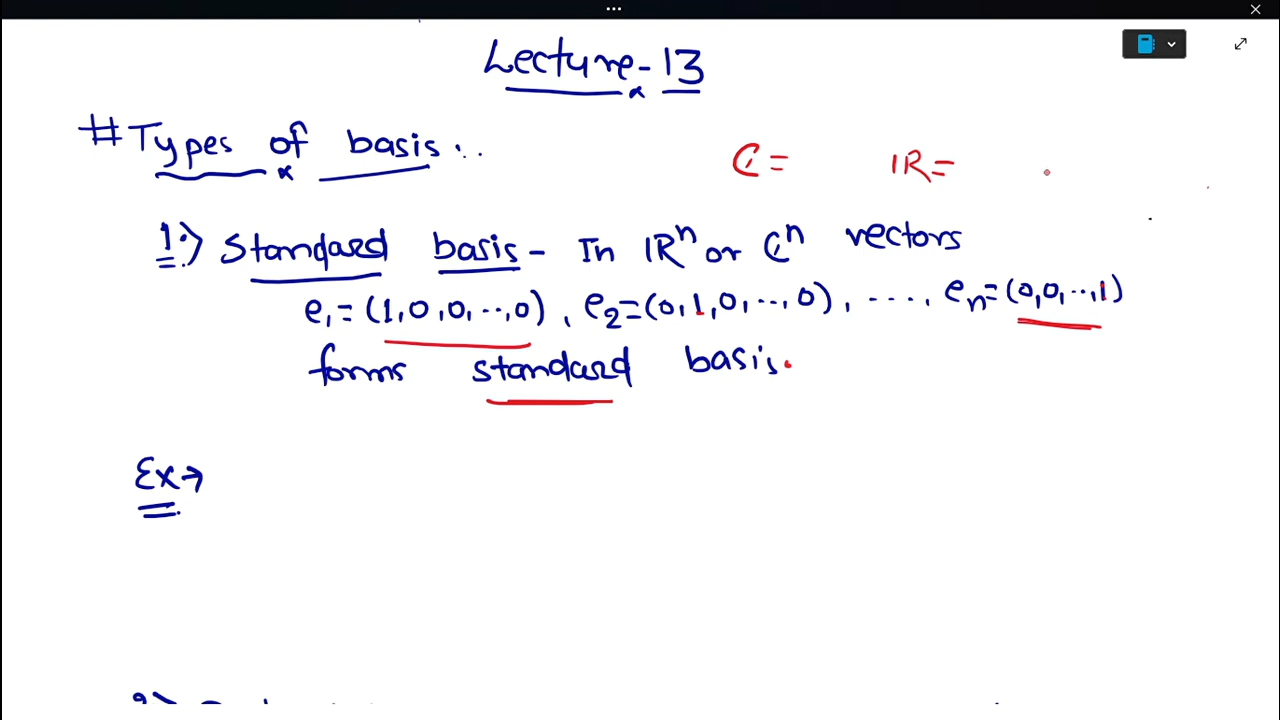 Lecture-13
#Types of basis...
ℂ= ℝ=
1.) Standard basis - In ℝⁿ or ℂⁿ vectors
e₁=(1,0,0,..,0), e₂=(0,1,0,..,0), ...., eₙ=(0,0,..,1)
forms standard basis.
Ex→